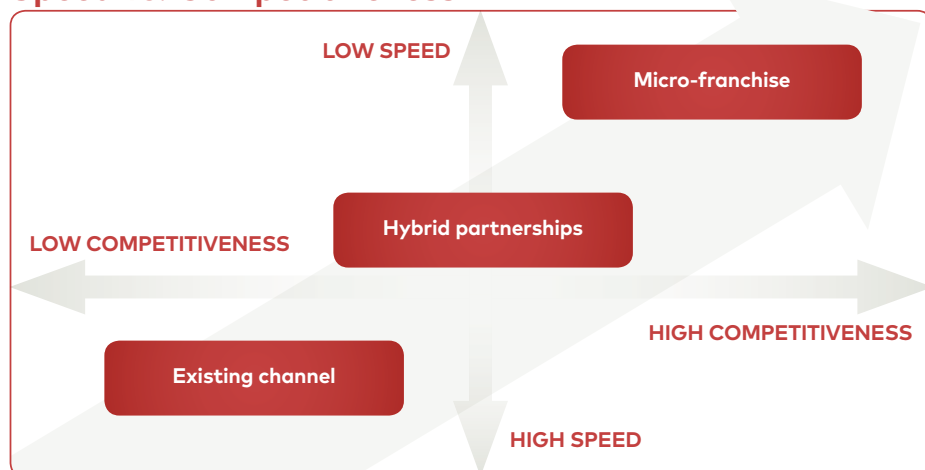 LOW SPEED
Micro-franchise
Hybrid partnerships
LOW COMPETITIVENESS
HIGH COMPETITIVENESS
Existing channel
HIGH SPEED